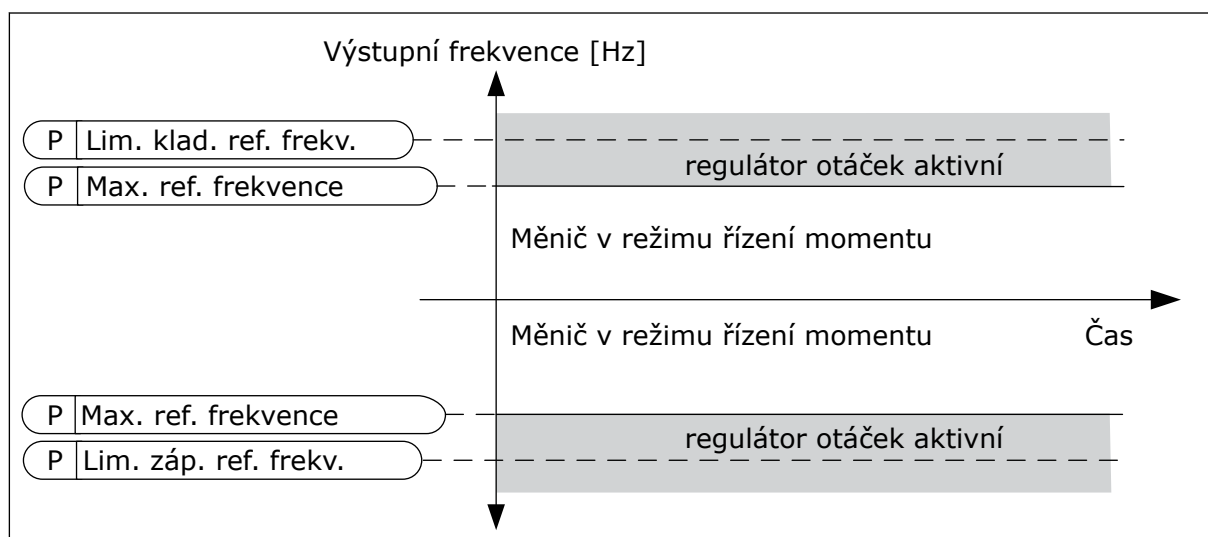 Výstupní frekvence [Hz]
P Lim. klad. ref. frekv.
regulátor otáček aktivní
P Max. ref. frekvence
Měnič v režimu řízení momentu
Měnič v režimu řízení momentu
Čas
P Max. ref. frekvence
regulátor otáček aktivní
P Lim. záp. ref. frekv.